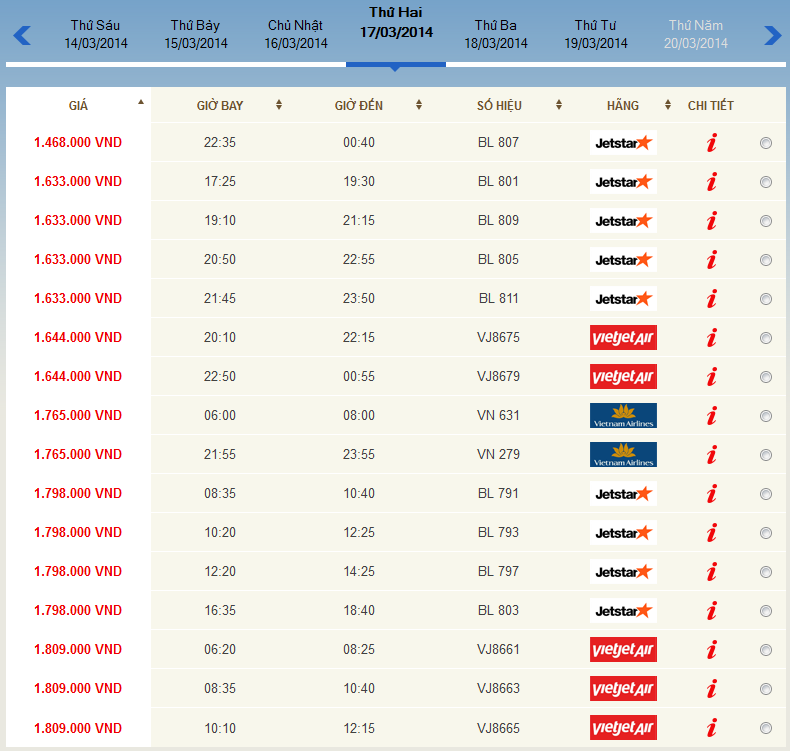 Thứ Sáu Thứ Bảy Chủ Nhật Thứ Hai Thứ Ba Thứ Tư Thứ Năm
14/03/2014 15/03/2014 16/03/2014 17/03/2014 18/03/2014 19/03/2014 20/03/2014
GIÁ GIỜ BAY GIỜ ĐẾN SỐ HIỆU HÃNG CHI TIẾT
1.468.000 VND 22:35 00:40 BL 807 Jetstar i
1.633.000 VND 17:25 19:30 BL 801 Jetstar i
1.633.000 VND 19:10 21:15 BL 809 Jetstar i
1.633.000 VND 20:50 22:55 BL 805 Jetstar i
1.633.000 VND 21:45 23:50 BL 811 Jetstar i
1.644.000 VND 20:10 22:15 VJ8675 vietjet Air i
1.644.000 VND 22:50 00:55 VJ8679 vietjet Air i
1.765.000 VND 06:00 08:00 VN 631 Vietnam Airlines i
1.765.000 VND 21:55 23:55 VN 279 Vietnam Airlines i
1.798.000 VND 08:35 10:40 BL 791 Jetstar i
1.798.000 VND 10:20 12:25 BL 793 Jetstar i
1.798.000 VND 12:20 14:25 BL 797 Jetstar i
1.798.000 VND 16:35 18:40 BL 803 Jetstar i
1.809.000 VND 06:20 08:25 VJ8661 vietjet Air i
1.809.000 VND 08:35 10:40 VJ8663 vietjet Air i
1.809.000 VND 10:10 12:15 VJ8665 vietjet Air i